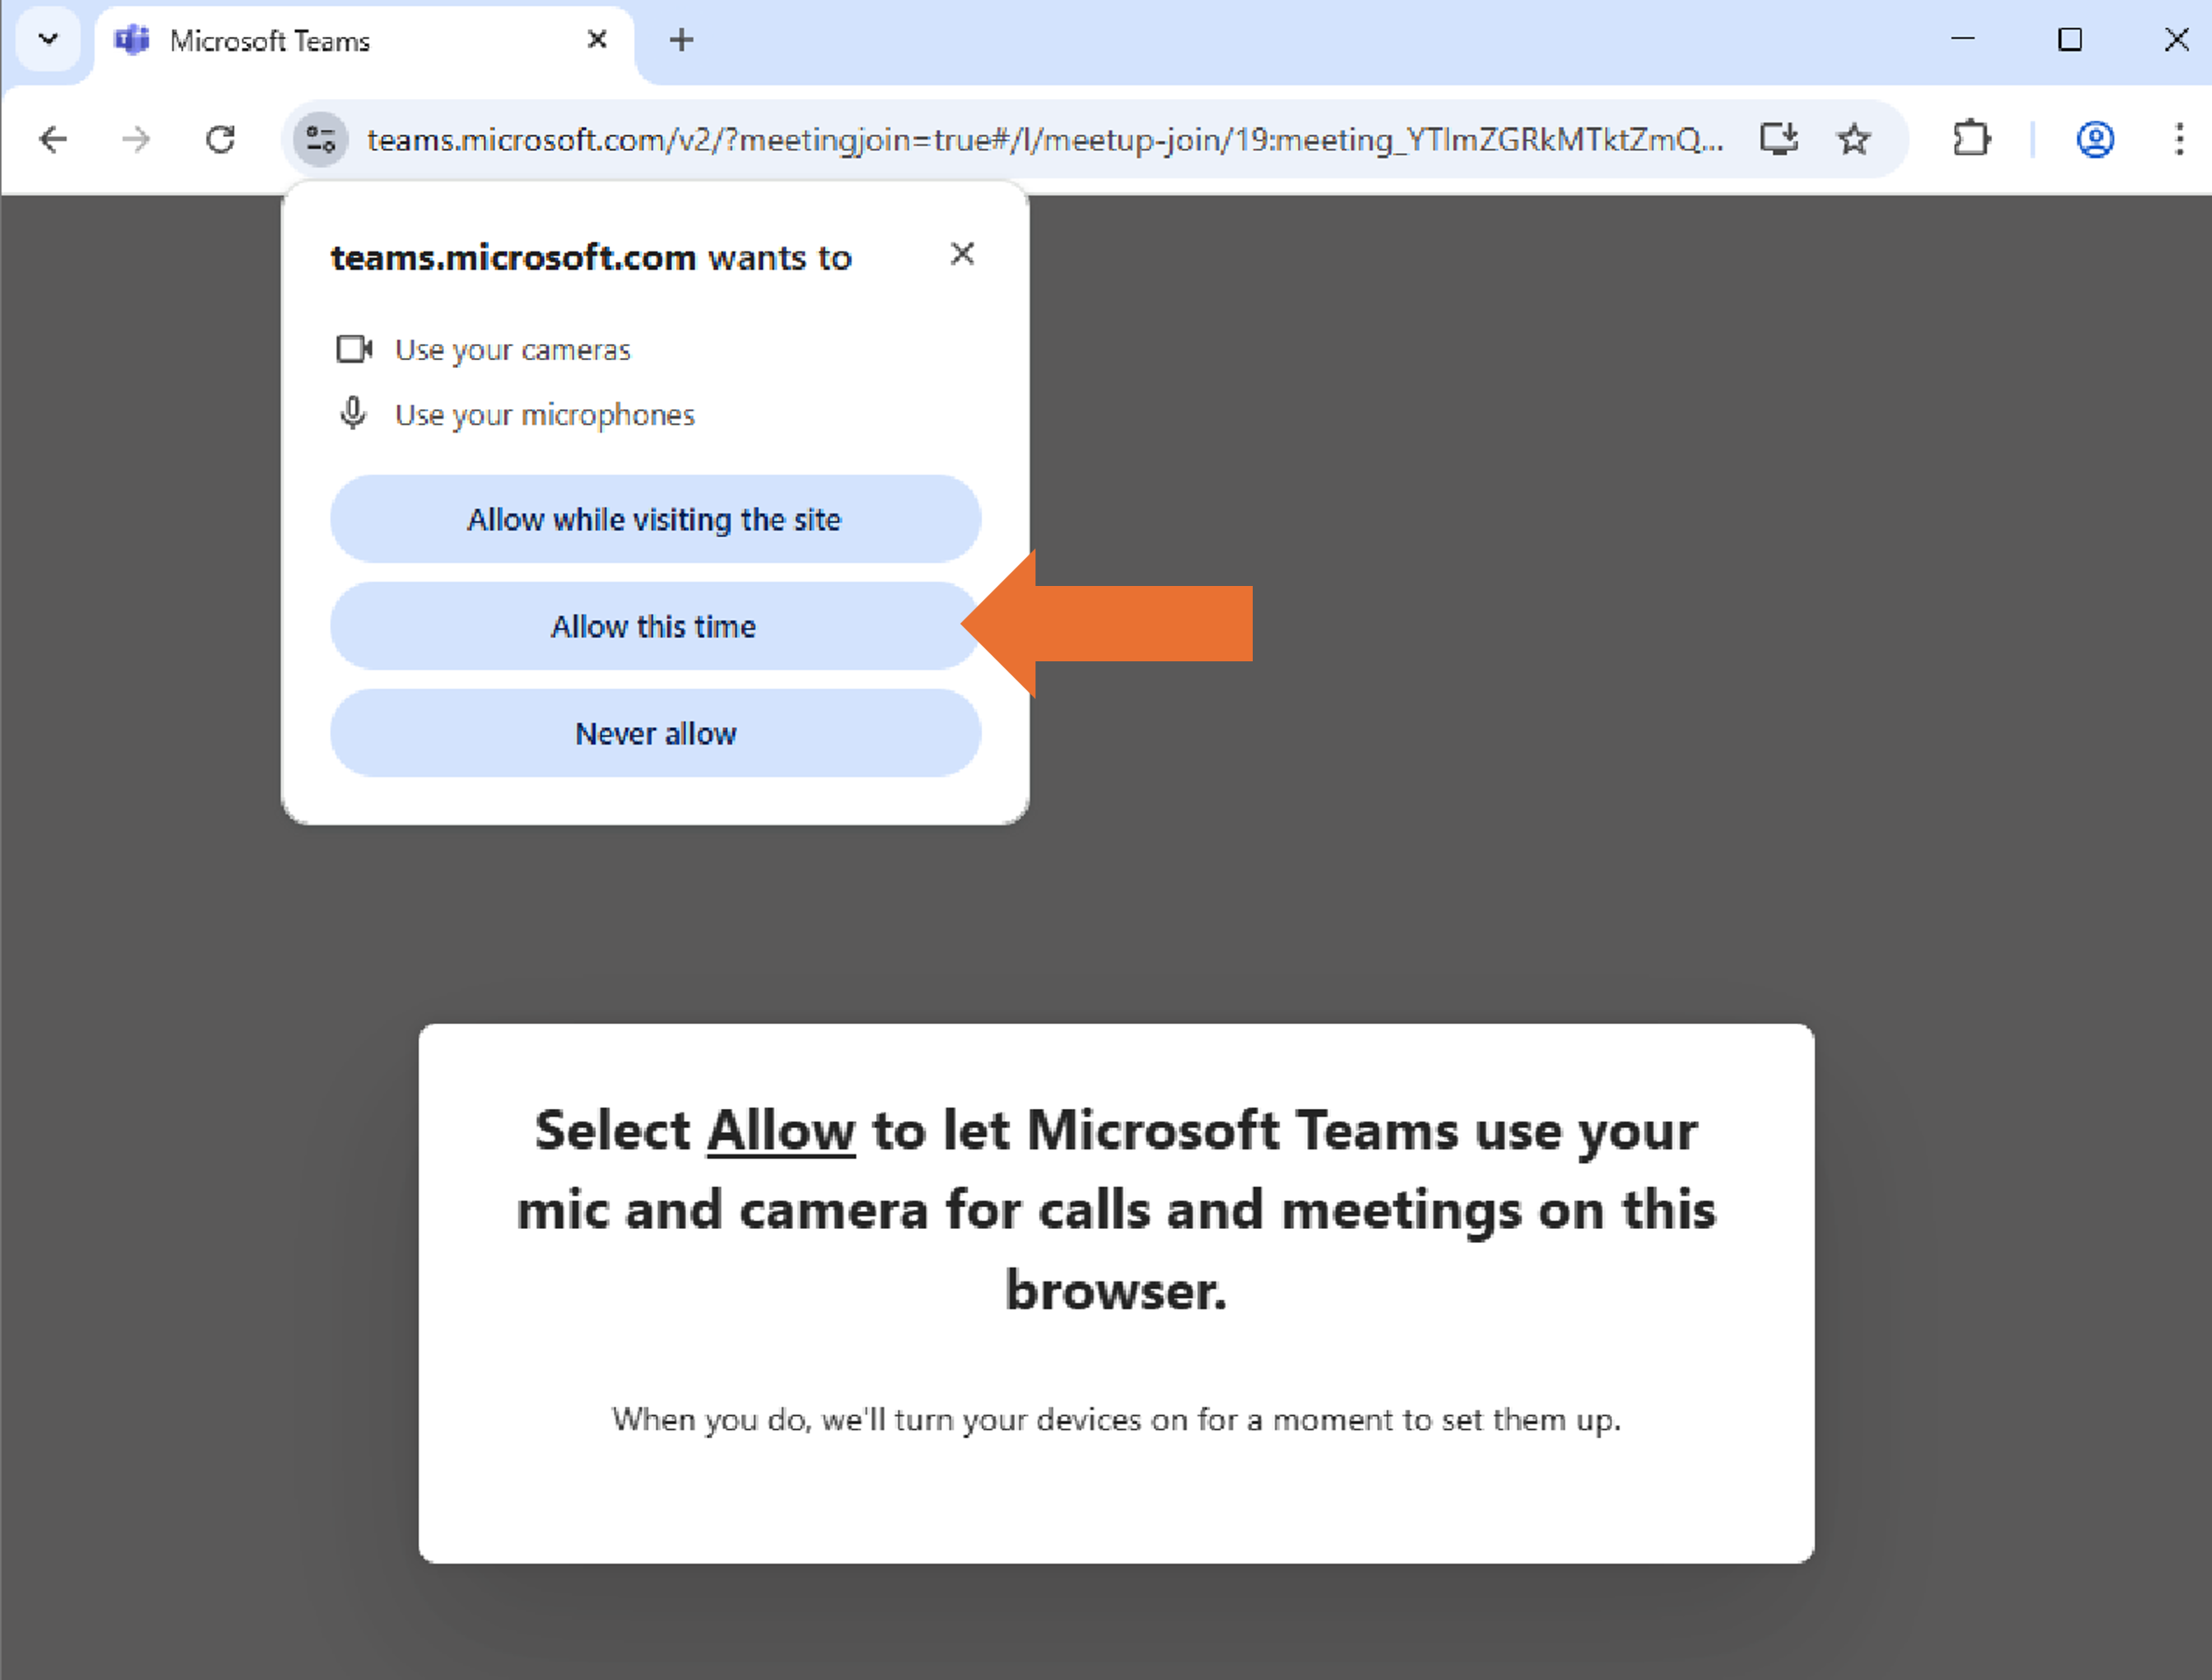 Microsoft Teams
teams.microsoft.com/v2/?meetingjoin=true#/l/meetup-join/19:meeting_YTlmZGRkMTktZmQ...
teams.microsoft.com wants to
Use your cameras
Use your microphones
Allow while visiting the site
Allow this time
Never allow
Select Allow to let Microsoft Teams use your
mic and camera for calls and meetings on this
browser.
When you do, we'll turn your devices on for a moment to set them up.